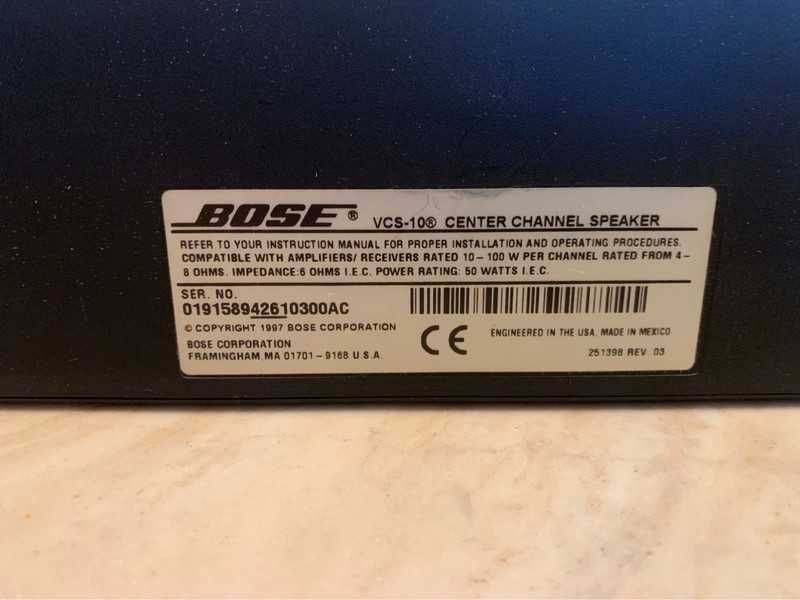 BOSE® VCS-10® CENTER CHANNEL SPEAKER
REFER TO YOUR INSTRUCTION MANUAL FOR PROPER INSTALLATION AND OPERATING PROCEDURES.
COMPATIBLE WITH AMPLIFIERS/ RECEIVERS RATED 10-100 W PER CHANNEL RATED FROM 4-
8 OHMS. IMPEDANCE:6 OHMS I.E.C. POWER RATING: 50 WATTS I.E.C.
SER. NO.
019158942610300AC
© COPYRIGHT 1997 BOSE CORPORATION
BOSE CORPORATION
FRAMINGHAM.MA 01701-9168 U.S.A.
CE
ENGINEERED IN THE USA. MADE IN MEXICO
251398 REV 03